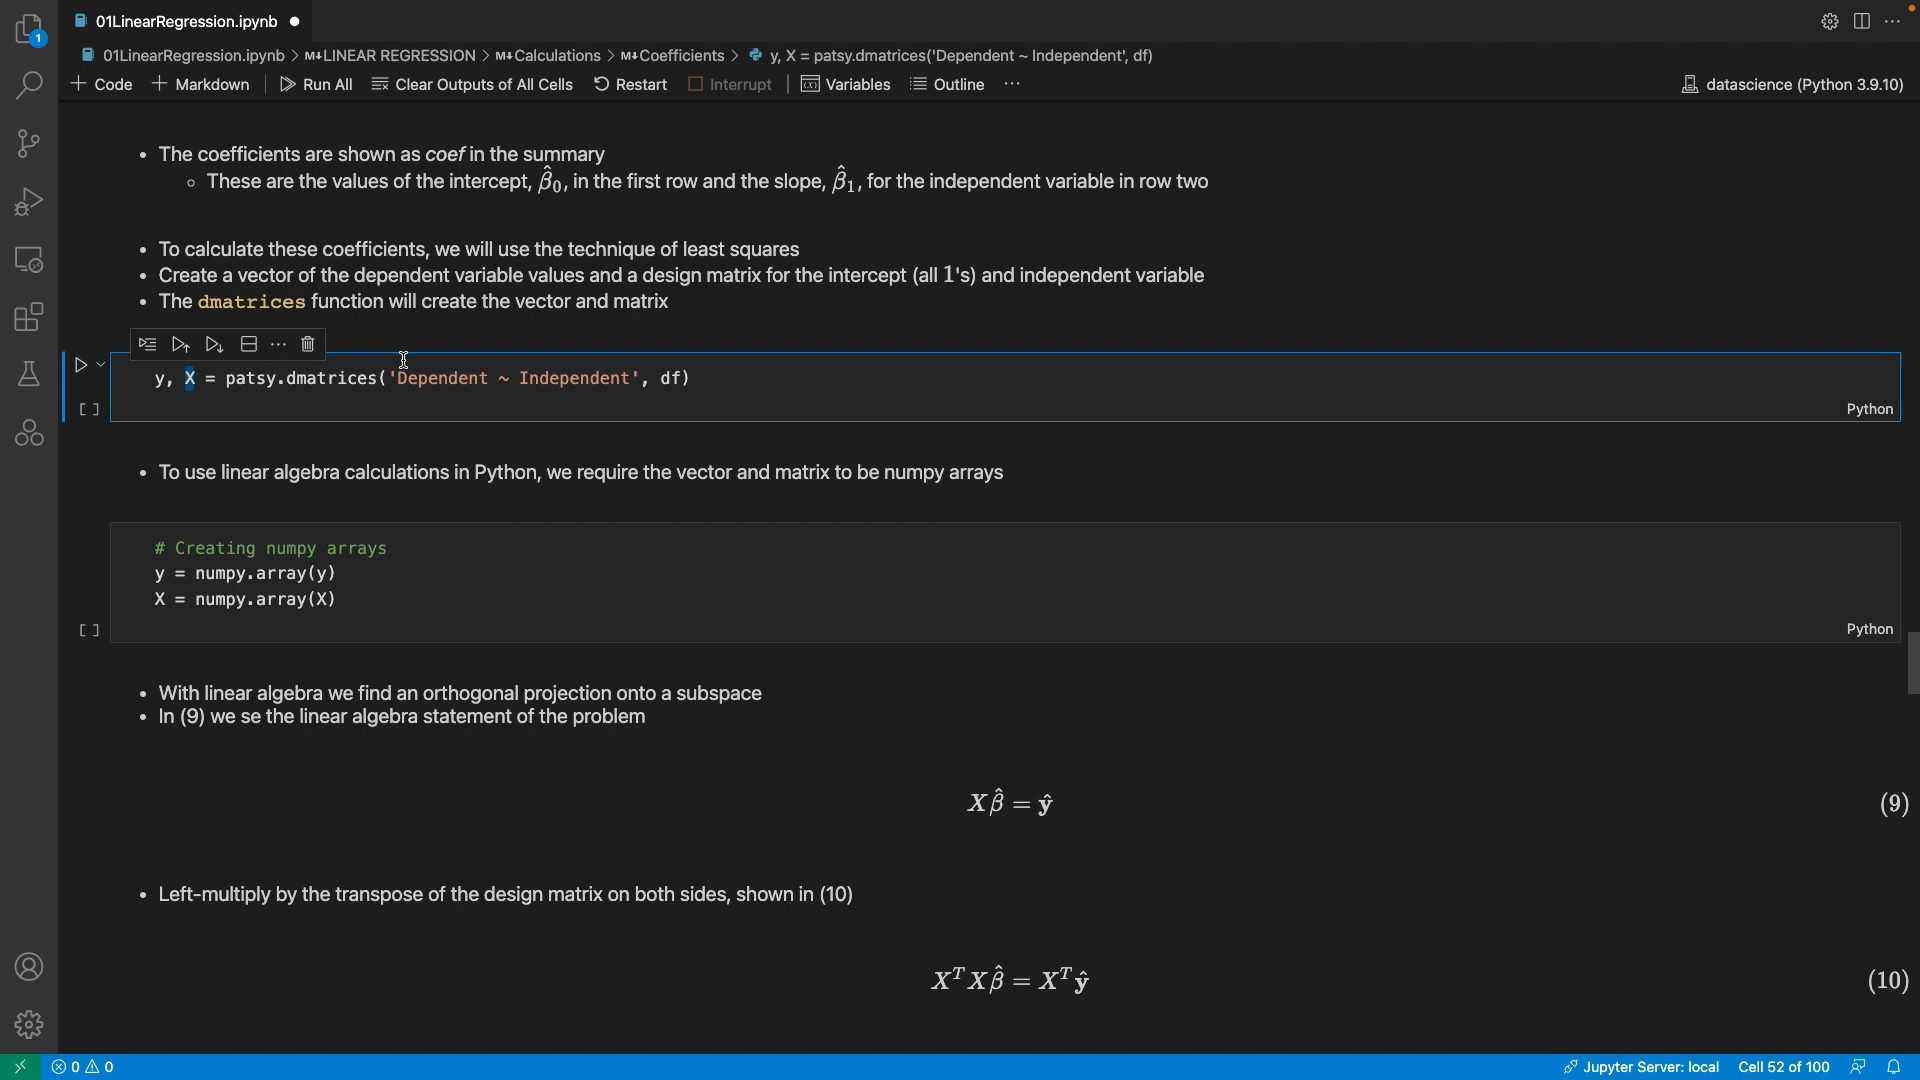 01LinearRegression.ipynb
1
01LinearRegression.ipynb > M↓LINEAR REGRESSION > M↓Calculations > M↓Coefficients > y, X = patsy.dmatrices('Dependent ~ Independent', df)
+ Code + Markdown Run All Clear Outputs of All Cells Restart Interrupt Variables Outline ··· datascience (Python 3.9.10)
• The coefficients are shown as coef in the summary
∘ These are the values of the intercept, β̂₀, in the first row and the slope, β̂₁, for the independent variable in row two
• To calculate these coefficients, we will use the technique of least squares
• Create a vector of the dependent variable values and a design matrix for the intercept (all 1's) and independent variable
• The dmatrices function will create the vector and matrix
y, X = patsy.dmatrices('Dependent ~ Independent', df)
[ ] Python
• To use linear algebra calculations in Python, we require the vector and matrix to be numpy arrays
# Creating numpy arrays
y = numpy.array(y)
X = numpy.array(X)
[ ] Python
• With linear algebra we find an orthogonal projection onto a subspace
• In (9) we se the linear algebra statement of the problem
Xβ̂ = ŷ (9)
• Left-multiply by the transpose of the design matrix on both sides, shown in (10)
XᵀXβ̂ = Xᵀŷ (10)
0 0 Jupyter Server: local Cell 52 of 100